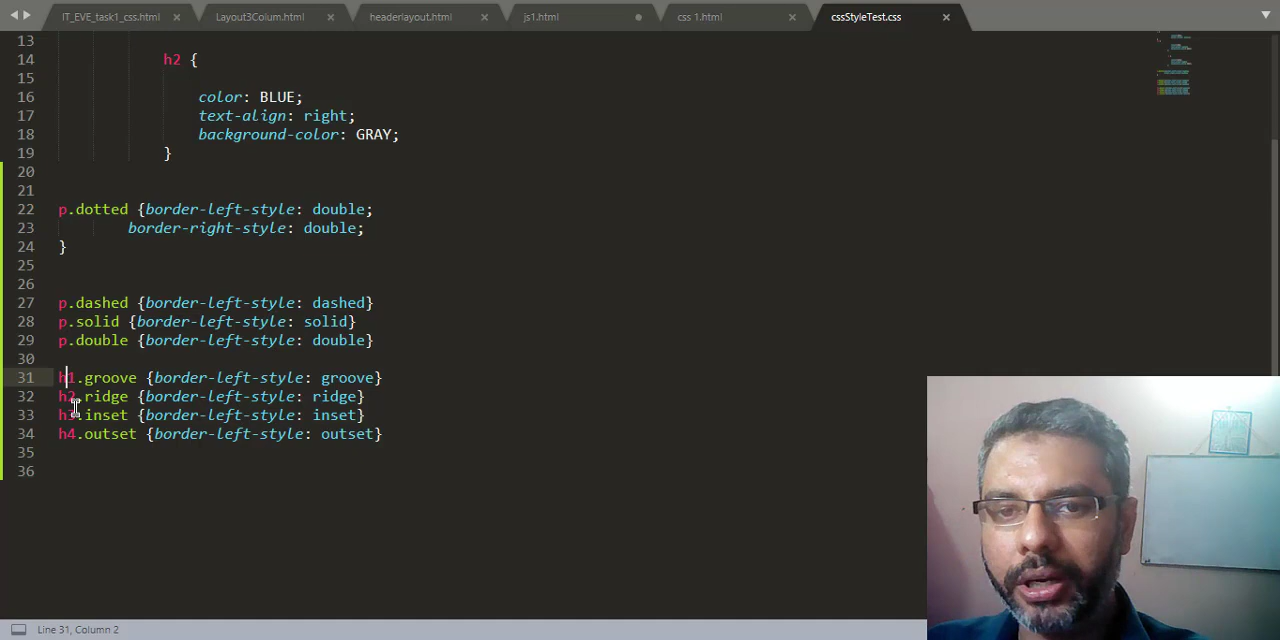 IT_EVE_task1_css.html Layout3Colum.html headerlayout.html js1.html css 1.html cssStyleTest.css
13
14 h2 {
15
16 color: BLUE;
17 text-align: right;
18 background-color: GRAY;
19 }
20
21
22 p.dotted {border-left-style: double;
23 border-right-style: double;
24 }
25
26
27 p.dashed {border-left-style: dashed}
28 p.solid {border-left-style: solid}
29 p.double {border-left-style: double}
30
31 h1.groove {border-left-style: groove}
32 h2.ridge {border-left-style: ridge}
33 h3.inset {border-left-style: inset}
34 h4.outset {border-left-style: outset}
35
36
Line 31, Column 2